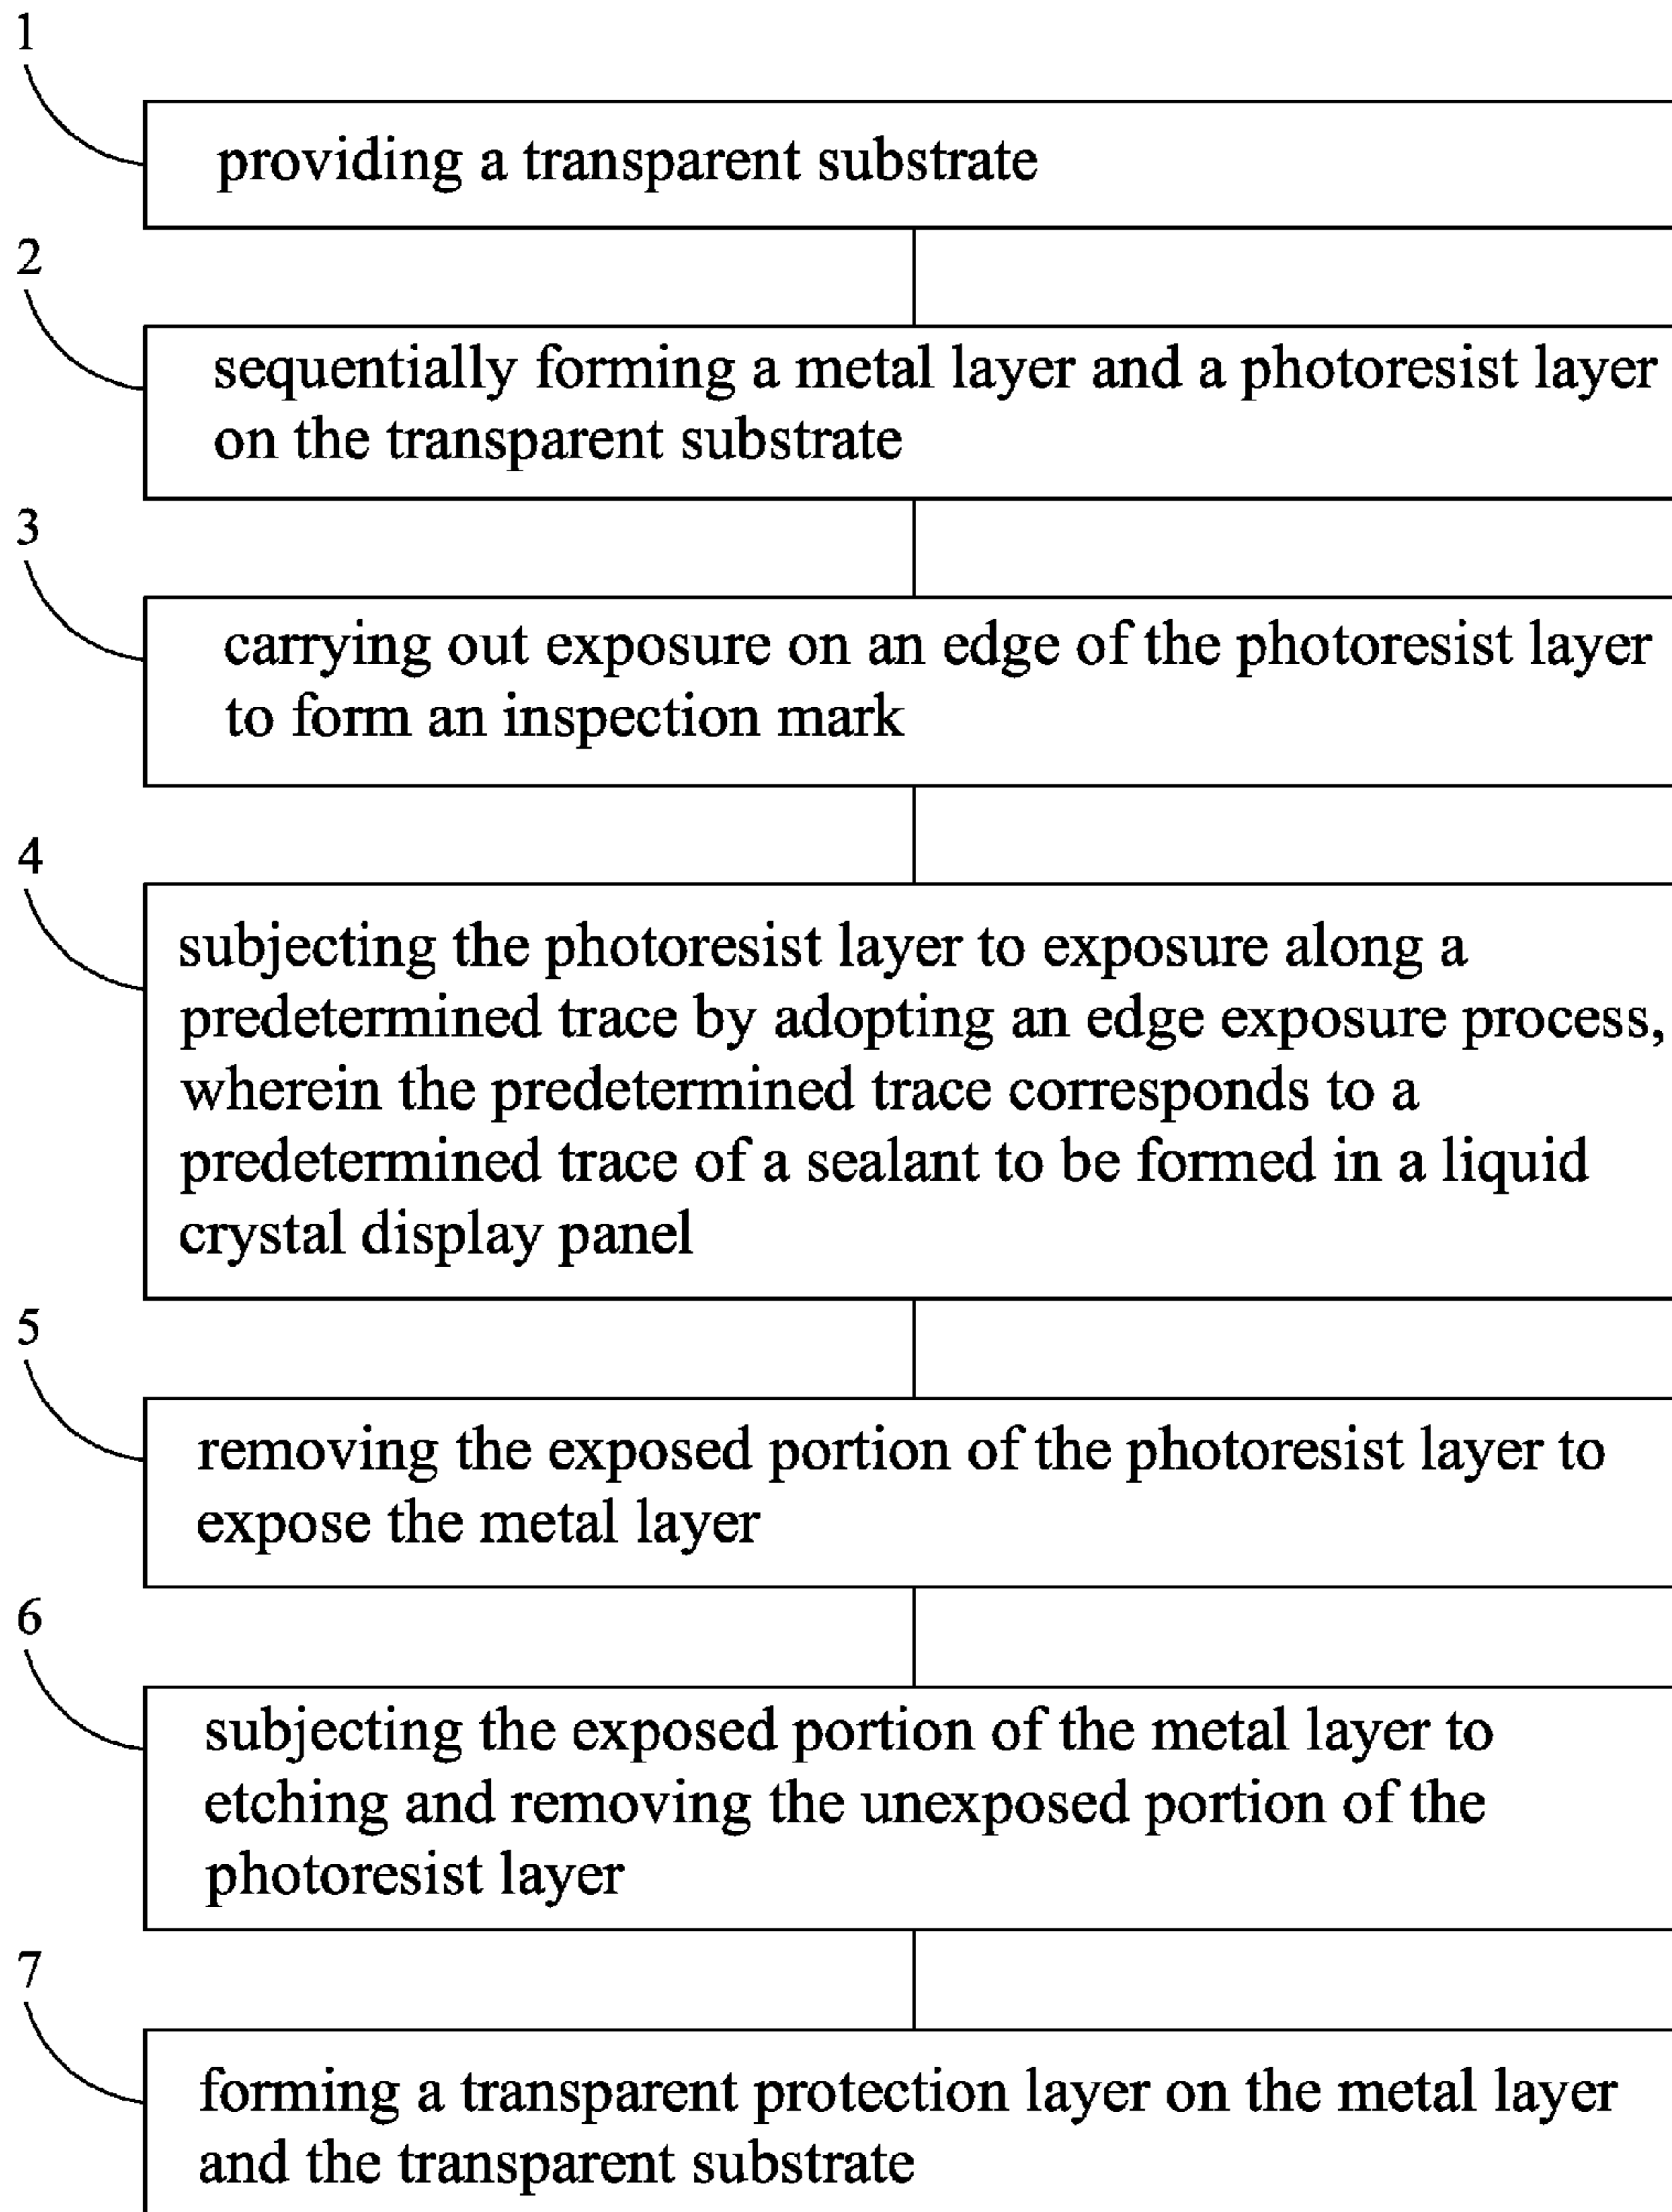 1
providing a transparent substrate
2
sequentially forming a metal layer and a photoresist layer
on the transparent substrate
3
carrying out exposure on an edge of the photoresist layer
to form an inspection mark
4
subjecting the photoresist layer to exposure along a
predetermined trace by adopting an edge exposure process,
wherein the predetermined trace corresponds to a
predetermined trace of a sealant to be formed in a liquid
crystal display panel
5
removing the exposed portion of the photoresist layer to
expose the metal layer
6
subjecting the exposed portion of the metal layer to
etching and removing the unexposed portion of the
photoresist layer
7
forming a transparent protection layer on the metal layer
and the transparent substrate